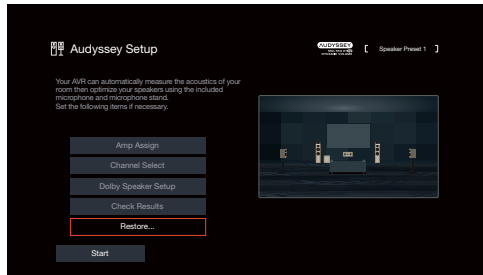 Audyssey Setup
AUDYSSEY
[ Speaker Preset 1 ]
Your AVR can automatically measure the acoustics of your
room then optimize your speakers using the included
microphone and microphone stand.
Set the following items if necessary.
Amp Assign
Channel Select
Dolby Speaker Setup
Check Results
Restore...
Start